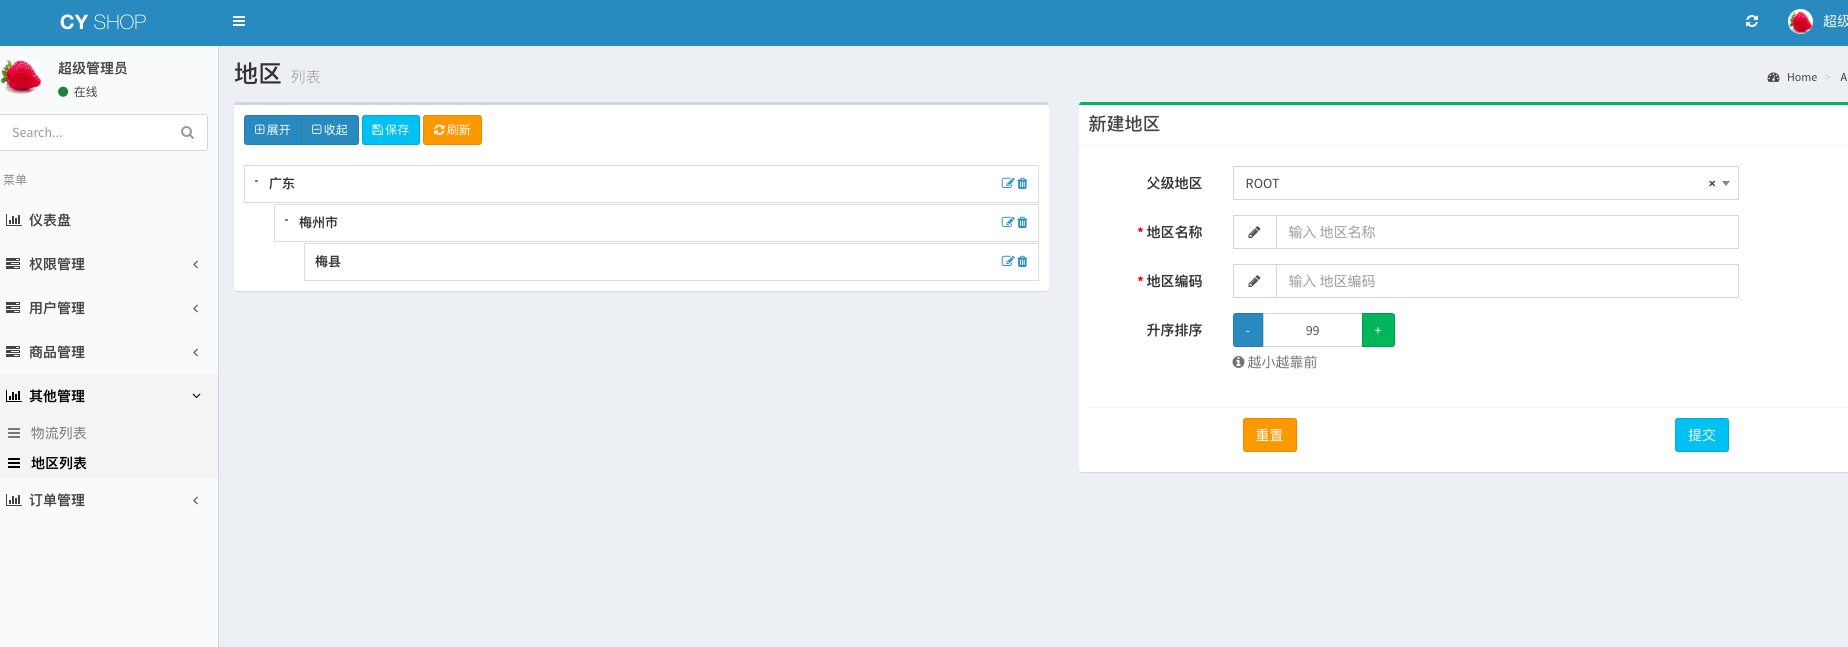 CY SHOP
超级
超级管理员
在线
Search...
菜单
仪表盘
权限管理
用户管理
商品管理
其他管理
物流列表
地区列表
订单管理
地区 列表
Home > A
展开 收起 保存 刷新
- 广东
- 梅州市
梅县
新建地区
父级地区 ROOT ×
* 地区名称 输入 地区名称
* 地区编码 输入 地区编码
升序排序 - 99 +
越小越靠前
重置 提交